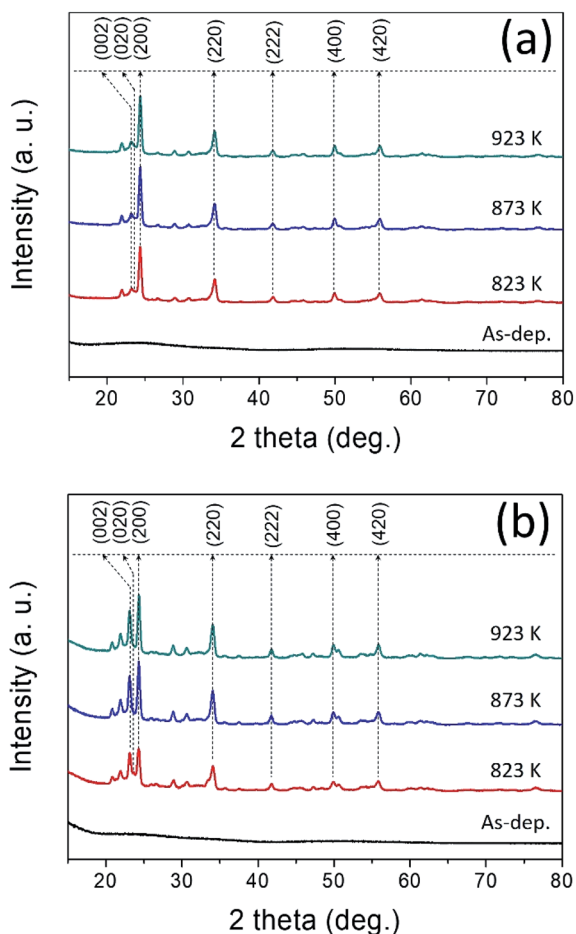 (002)
(020)
(200)
(220)
(222)
(400)
(420)
(a)
923 K
873 K
823 K
As-dep.
Intensity (a. u.)
20 30 40 50 60 70 80
2 theta (deg.)
(002)
(020)
(200)
(220)
(222)
(400)
(420)
(b)
923 K
873 K
823 K
As-dep.
Intensity (a. u.)
20 30 40 50 60 70 80
2 theta (deg.)